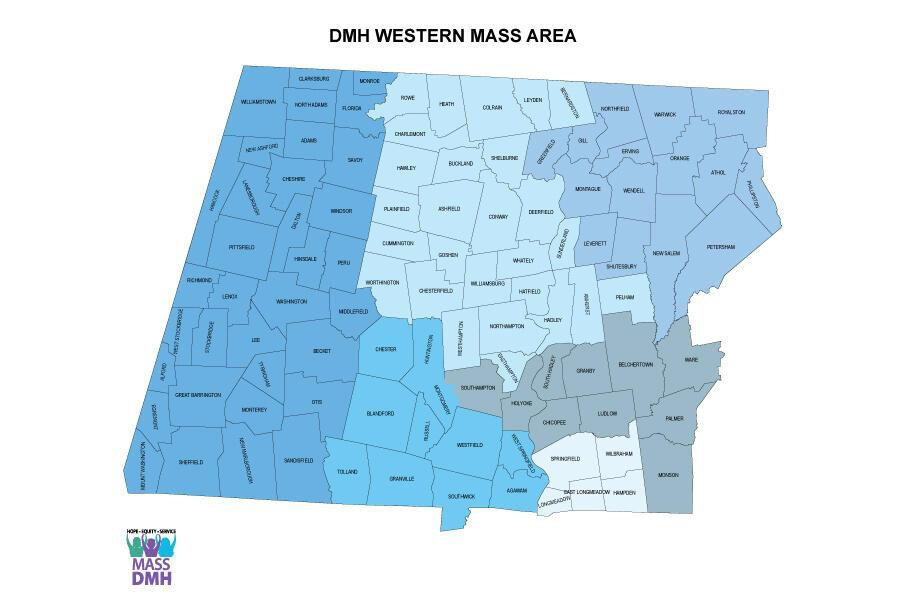 DMH WESTERN MASS AREA
CLARKSBURG
MONROE
WILLIAMSTOWN
NORTH ADAMS
FLORIDA
ROWE
HEATH
COLRAIN
LEYDEN
BERNARDSTON
NORTHFIELD
WARWICK
ROYALSTON
CHARLEMONT
ADAMS
NEW ASHFORD
SAVOY
HAWLEY
BUCKLAND
SHELBURNE
GREENFIELD
GILL
ERVING
ORANGE
ATHOL
PHILLIPSTON
CHESHIRE
HANCOCK
LANESBOROUGH
DALTON
WINDSOR
PLAINFIELD
ASHFIELD
CONWAY
DEERFIELD
MONTAGUE
WENDELL
CUMMINGTON
GOSHEN
WHATELY
SUNDERLAND
LEVERETT
SHUTESBURY
NEW SALEM
PETERSHAM
PITTSFIELD
HINSDALE
PERU
RICHMOND
LENOX
WASHINGTON
MIDDLEFIELD
WORTHINGTON
CHESTERFIELD
WILLIAMSBURG
HATFIELD
HADLEY
AMHERST
PELHAM
WEST STOCKBRIDGE
STOCKBRIDGE
LEE
BECKET
CHESTER
HUNTINGTON
WESTHAMPTON
NORTHAMPTON
EASTHAMPTON
SOUTH HADLEY
GRANBY
BELCHERTOWN
WARE
ALFORD
TYRINGHAM
GREAT BARRINGTON
MONTEREY
OTIS
BLANDFORD
MONTGOMERY
RUSSELL
SOUTHAMPTON
HOLYOKE
CHICOPEE
LUDLOW
PALMER
EGREMONT
MOUNT WASHINGTON
SHEFFIELD
NEW MARLBOROUGH
SANDISFIELD
TOLLAND
GRANVILLE
WESTFIELD
WEST SPRINGFIELD
SPRINGFIELD
WILBRAHAM
MONSON
SOUTHWICK
AGAWAM
LONGMEADOW
EAST LONGMEADOW
HAMPDEN
HOPE • EQUITY • SERVICE
MASS
DMH